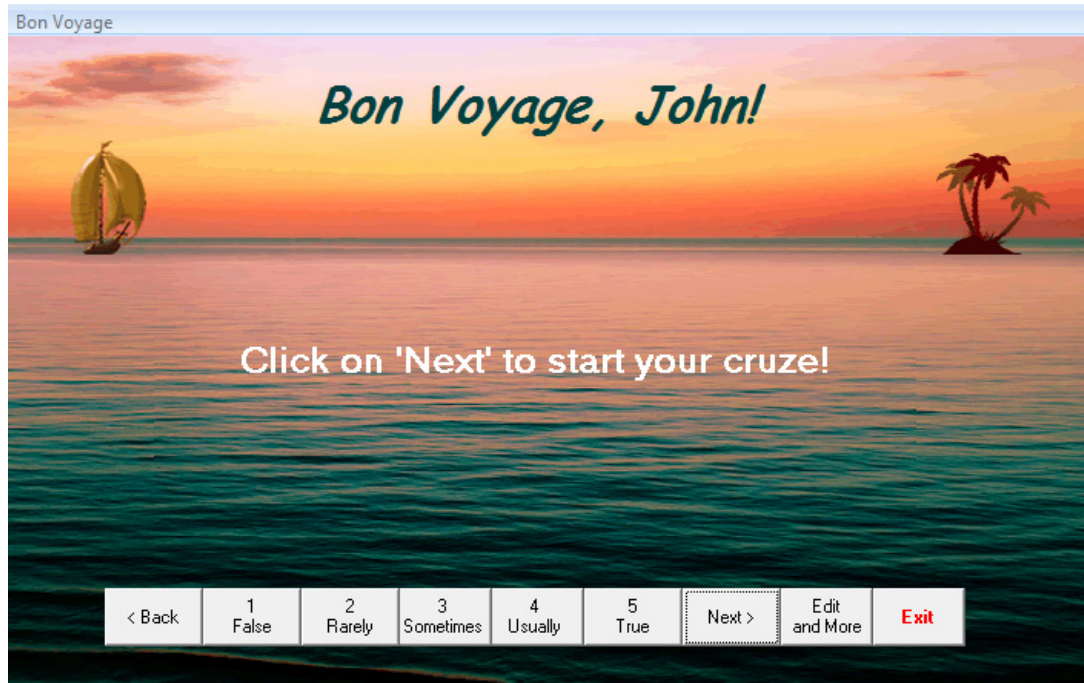 Bon Voyage
Bon Voyage, John!
Click on 'Next' to start your cruze!
< Back
1
False
2
Rarely
3
Sometimes
4
Usually
5
True
Next >
Edit
and More
Exit